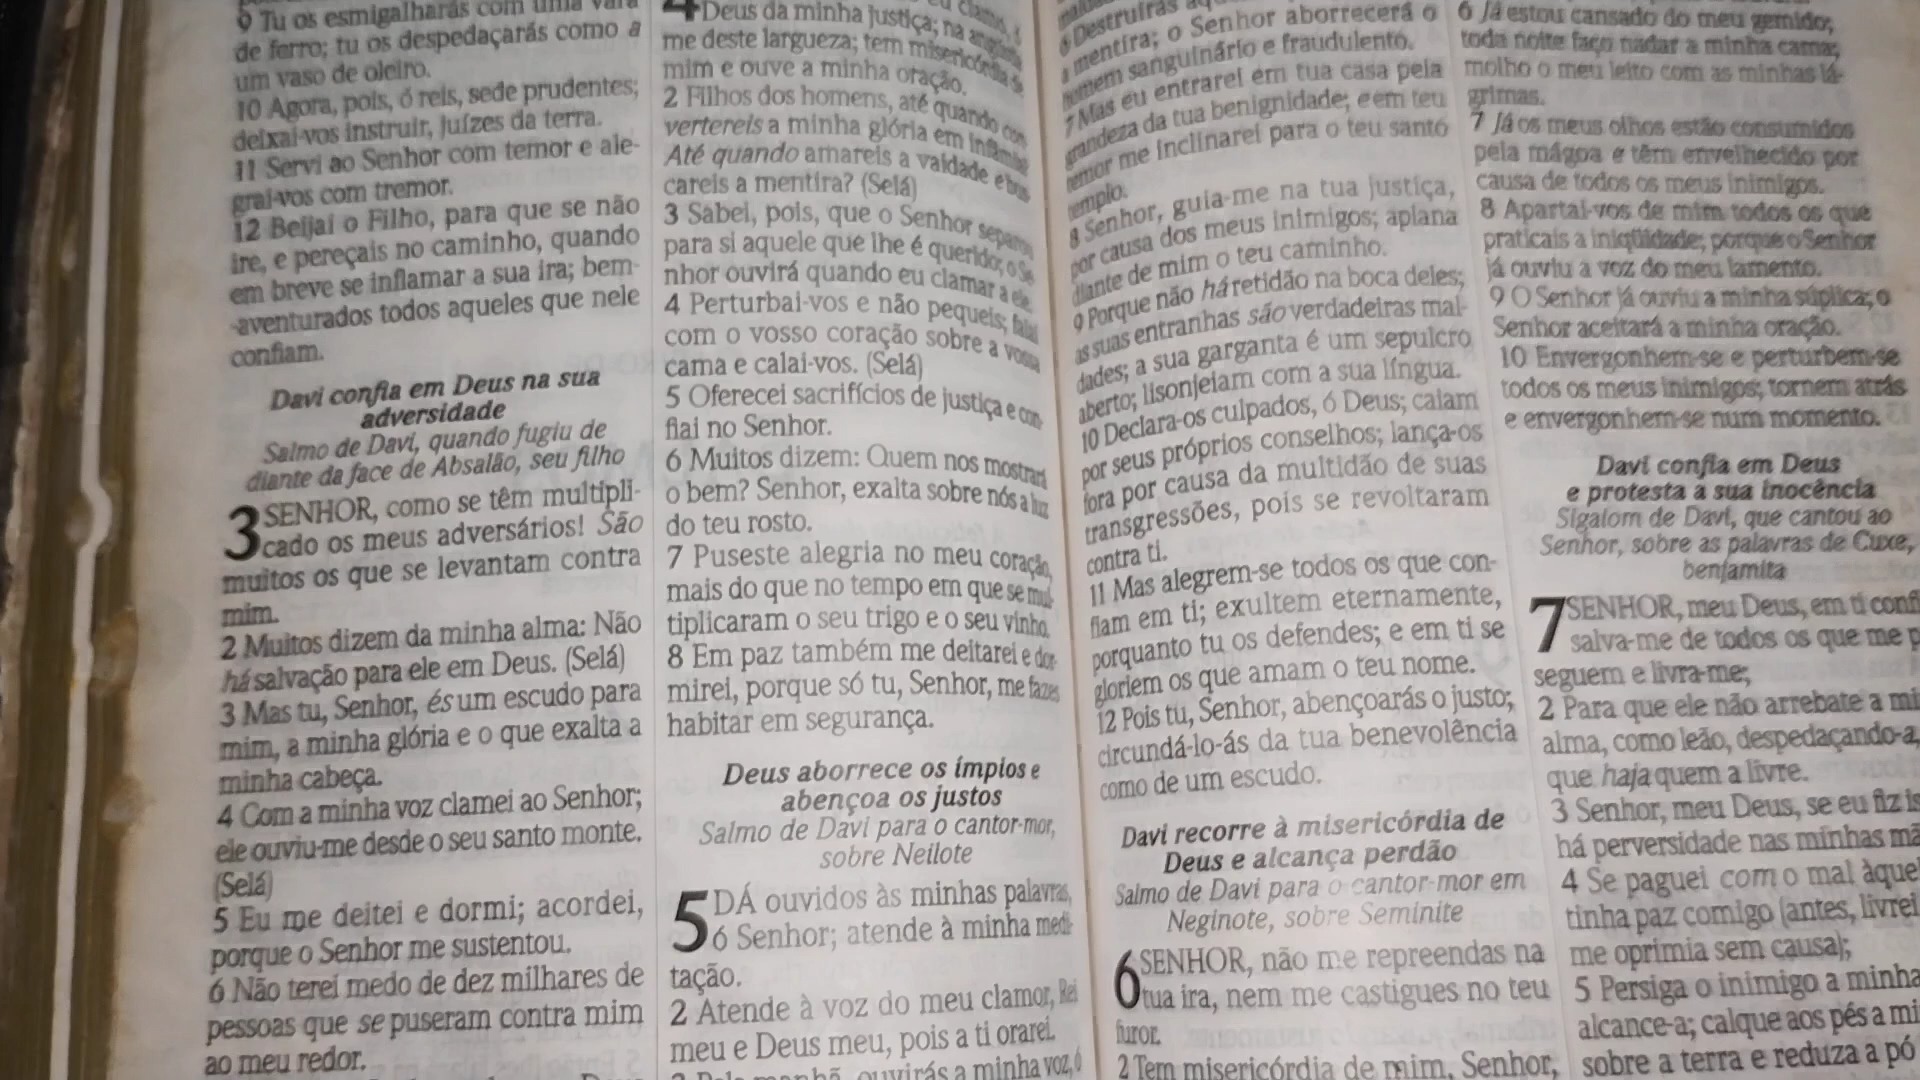 9 Tu os esmigalharás com uma vara
de ferro; tu os despedaçarás como a
um vaso de oleiro.
10 Agora, pois, ó reis, sede prudentes;
deixai-vos instruir, juízes da terra.
11 Servi ao Senhor com temor e ale-
grai-vos com tremor.
12 Beijai o Filho, para que se não
ire, e pereçais no caminho, quando
em breve se inflamar a sua ira; bem-
-aventurados todos aqueles que nele
confiam.
Davi confia em Deus na sua
adversidade
Salmo de Davi, quando fugiu de
diante da face de Absalão, seu filho
3 SENHOR, como se têm multipli-
cado os meus adversários! São
muitos os que se levantam contra
mim.
2 Muitos dizem da minha alma: Não
há salvação para ele em Deus. (Selá)
3 Mas tu, Senhor, és um escudo para
mim, a minha glória e o que exalta a
minha cabeça.
4 Com a minha voz clamei ao Senhor;
ele ouviu-me desde o seu santo monte.
(Selá)
5 Eu me deitei e dormi; acordei,
porque o Senhor me sustentou.
6 Não terei medo de dez milhares de
pessoas que se puseram contra mim
ao meu redor.
4 Deus da minha justiça; na angústia
me deste largueza; tem misericórdia de
mim e ouve a minha oração.
2 Filhos dos homens, até quando con-
vertereis a minha glória em infâmia?
Até quando amareis a vaidade e bus-
careis a mentira? (Selá)
3 Sabei, pois, que o Senhor separou
para si aquele que lhe é querido; o Se-
nhor ouvirá quando eu clamar a ele.
4 Perturbai-vos e não pequeis; falai
com o vosso coração sobre a vossa
cama e calai-vos. (Selá)
5 Oferecei sacrifícios de justiça e con-
fiai no Senhor.
6 Muitos dizem: Quem nos mostrará
o bem? Senhor, exalta sobre nós a luz
do teu rosto.
7 Puseste alegria no meu coração,
mais do que no tempo em que se mul-
tiplicaram o seu trigo e o seu vinho.
8 Em paz também me deitarei e dor-
mirei, porque só tu, Senhor, me fazes
habitar em segurança.
Deus aborrece os ímpios e
abençoa os justos
Salmo de Davi para o cantor-mor,
sobre Neilote
5 DÁ ouvidos às minhas palavras,
ó Senhor; atende à minha medi-
tação.
2 Atende à voz do meu clamor, Rei
meu e Deus meu, pois a ti orarei.
manhã, ouvirás a minha voz, ó
6 Destruirás
a mentira; o Senhor aborrecerá o
homem sanguinário e fraudulento.
7 Mas eu entrarei em tua casa pela
grandeza da tua benignidade; e em teu
temor me inclinarei para o teu santo
templo.
8 Senhor, guia-me na tua justiça,
por causa dos meus inimigos; aplana
diante de mim o teu caminho.
9 Porque não há retidão na boca deles;
as suas entranhas são verdadeiras mal-
dades; a sua garganta é um sepulcro
aberto; lisonjeiam com a sua língua.
10 Declara-os culpados, ó Deus; caiam
por seus próprios conselhos; lança-os
fora por causa da multidão de suas
transgressões, pois se revoltaram
contra ti.
11 Mas alegrem-se todos os que con-
fiam em ti; exultem eternamente,
porquanto tu os defendes; e em ti se
gloriem os que amam o teu nome.
12 Pois tu, Senhor, abençoarás o justo;
circundá-lo-ás da tua benevolência
como de um escudo.
Davi recorre à misericórdia de
Deus e alcança perdão
Salmo de Davi para o cantor-mor em
Neginote, sobre Seminite
6 SENHOR, não me repreendas na
tua ira, nem me castigues no teu
furor.
2 Tem misericórdia de mim, Senhor,
6 Já estou cansado do meu gemido;
toda noite faço nadar a minha cama;
molho o meu leito com as minhas lá-
grimas.
7 Já os meus olhos estão consumidos
pela mágoa e têm envelhecido por
causa de todos os meus inimigos.
8 Apartai-vos de mim todos os que
praticais a iniqüidade; porque o Senhor
já ouviu a voz do meu lamento.
9 O Senhor já ouviu a minha súplica; o
Senhor aceitará a minha oração.
10 Envergonhem-se e perturbem-se
todos os meus inimigos; tornem atrás
e envergonhem-se num momento.
Davi confia em Deus
e protesta a sua inocência
Sigaiom de Davi, que cantou ao
Senhor, sobre as palavras de Cuxe,
benjamita
7 SENHOR, meu Deus, em ti confi
salva-me de todos os que me p
seguem e livra-me;
2 Para que ele não arrebate a mi
alma, como leão, despedaçando-a,
que haja quem a livre.
3 Senhor, meu Deus, se eu fiz is
há perversidade nas minhas mã
4 Se paguei com o mal àquel
tinha paz comigo (antes, livrei
me oprimia sem causa);
5 Persiga o inimigo a minha
alcance-a; calque aos pés a mi
sobre a terra e reduza a pó